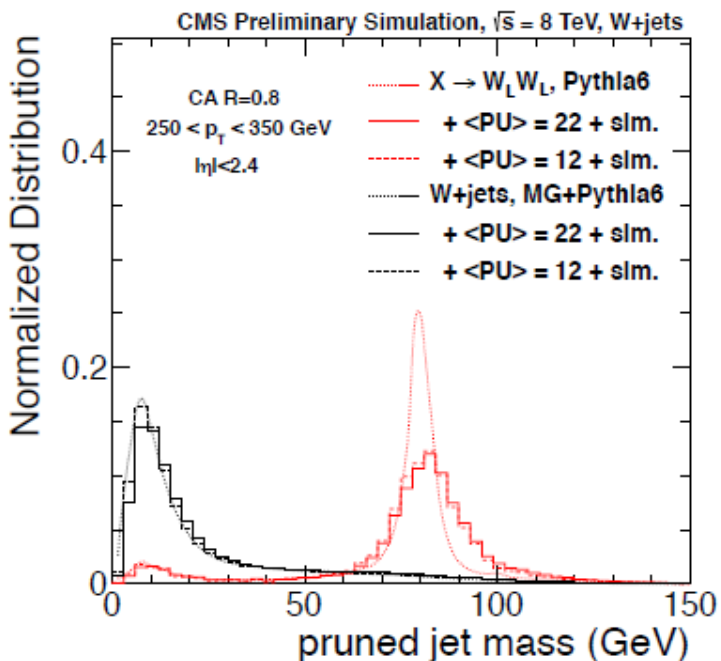 CMS Preliminary Simulation, √s = 8 TeV, W+jets
Normalized Distribution
0.4
0.2
0
CA R=0.8
250 < p_T < 350 GeV
|η|<2.4
X → W_L W_L, Pythia6
+ <PU> = 22 + sim.
+ <PU> = 12 + sim.
W+jets, MG+Pythia6
+ <PU> = 22 + sim.
+ <PU> = 12 + sim.
0 50 100 150
pruned jet mass (GeV)